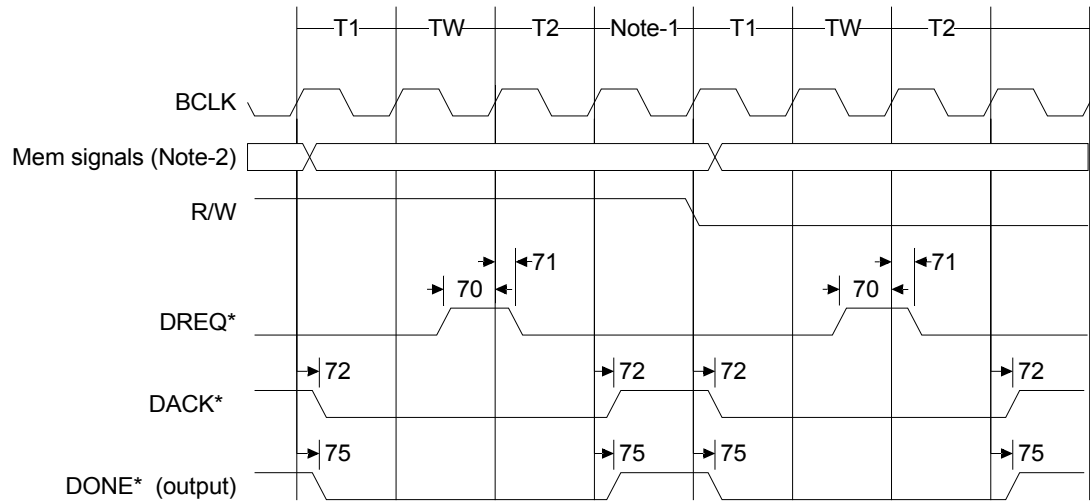 T1 TW T2 Note-1 T1 TW T2
BCLK
Mem signals (Note-2)
R/W
71 71
70 70
DREQ*
72 72 72 72
DACK*
75 75 75 75
DONE* (output)